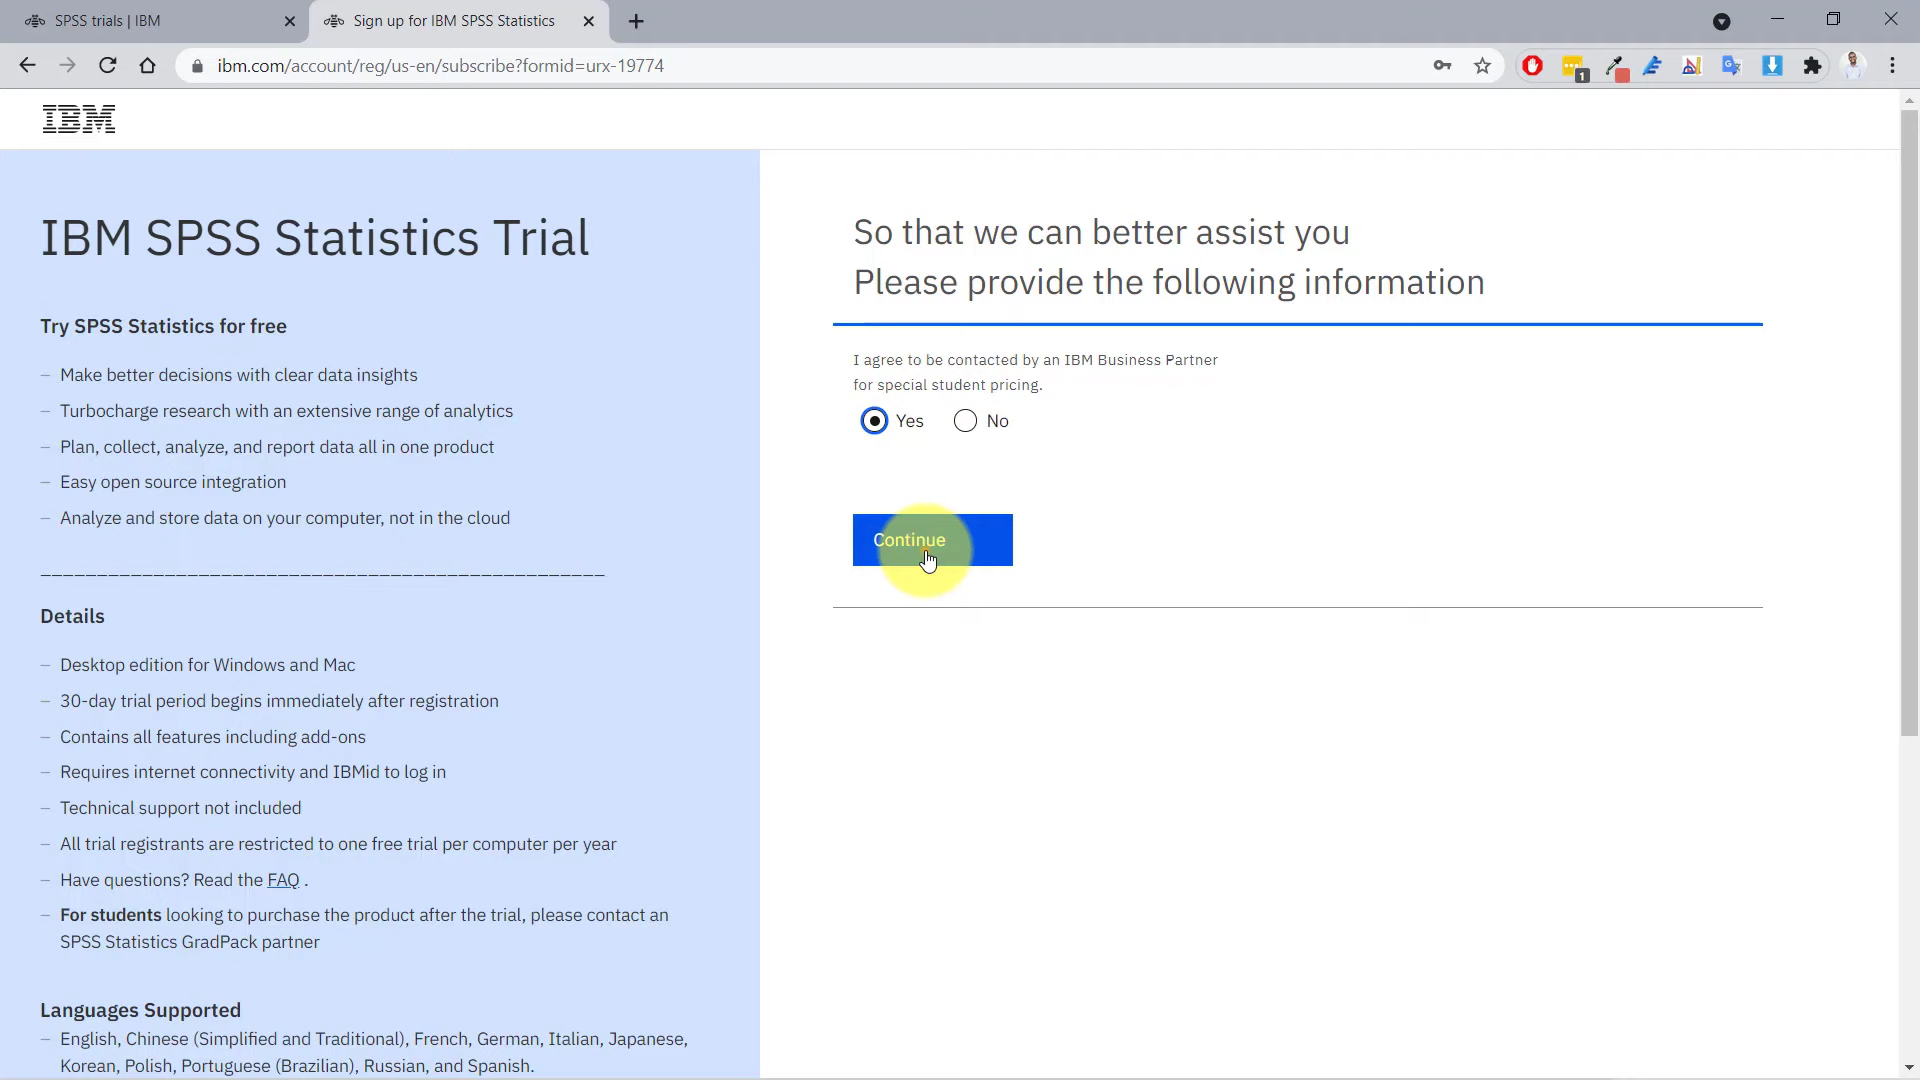 SPSS trials | IBM
Sign up for IBM SPSS Statistics
ibm.com/account/reg/us-en/subscribe?formid=urx-19774
1
IBM
IBM SPSS Statistics Trial
Try SPSS Statistics for free
– Make better decisions with clear data insights
– Turbocharge research with an extensive range of analytics
– Plan, collect, analyze, and report data all in one product
– Easy open source integration
– Analyze and store data on your computer, not in the cloud
__________________________________________________
Details
– Desktop edition for Windows and Mac
– 30-day trial period begins immediately after registration
– Contains all features including add-ons
– Requires internet connectivity and IBMid to log in
– Technical support not included
– All trial registrants are restricted to one free trial per computer per year
– Have questions? Read the FAQ .
– For students looking to purchase the product after the trial, please contact an
SPSS Statistics GradPack partner
Languages Supported
– English, Chinese (Simplified and Traditional), French, German, Italian, Japanese,
Korean, Polish, Portuguese (Brazilian), Russian, and Spanish.
So that we can better assist you
Please provide the following information
I agree to be contacted by an IBM Business Partner
for special student pricing.
Yes No
Continue